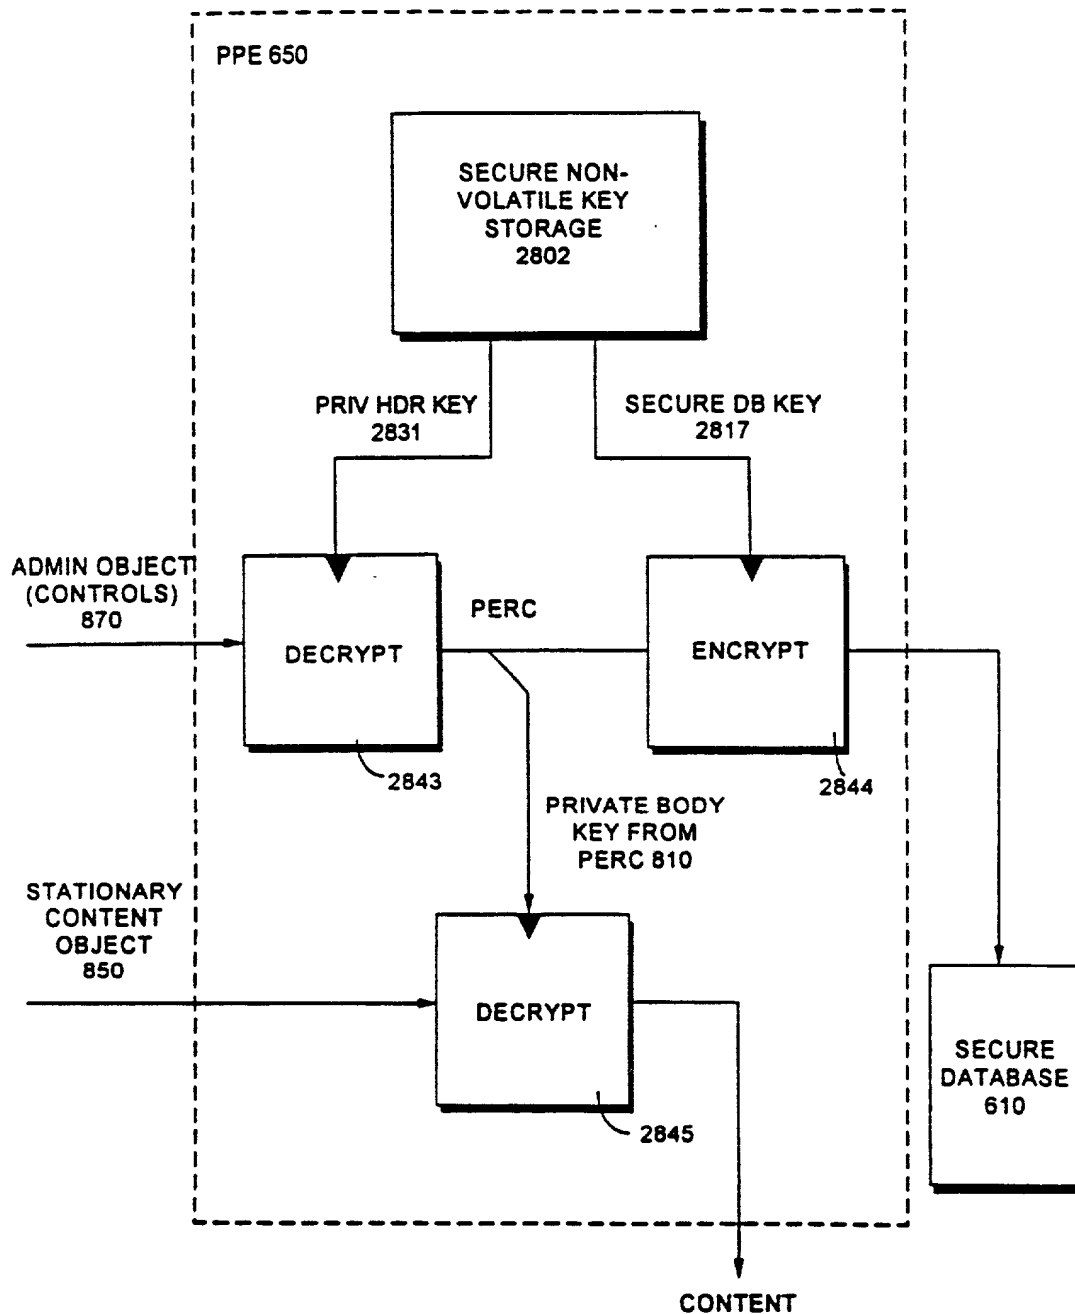 PPE 650
SECURE NON-
VOLATILE KEY
STORAGE
2802
PRIV HDR KEY
2831
SECURE DB KEY
2817
ADMIN OBJECT
(CONTROLS)
870
DECRYPT
PERC
ENCRYPT
2843
2844
PRIVATE BODY
KEY FROM
PERC 810
STATIONARY
CONTENT
OBJECT
850
DECRYPT
2845
SECURE
DATABASE
610
CONTENT